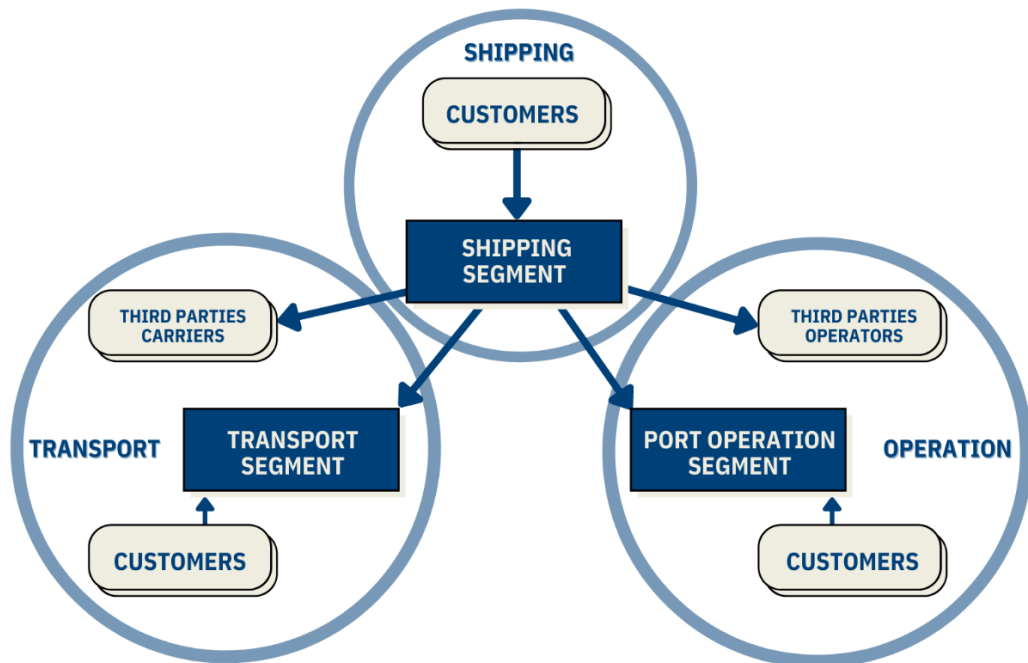 SHIPPING
CUSTOMERS
SHIPPING
SEGMENT
THIRD PARTIES
CARRIERS
THIRD PARTIES
OPERATORS
TRANSPORT
TRANSPORT
SEGMENT
PORT OPERATION
SEGMENT
OPERATION
CUSTOMERS
CUSTOMERS